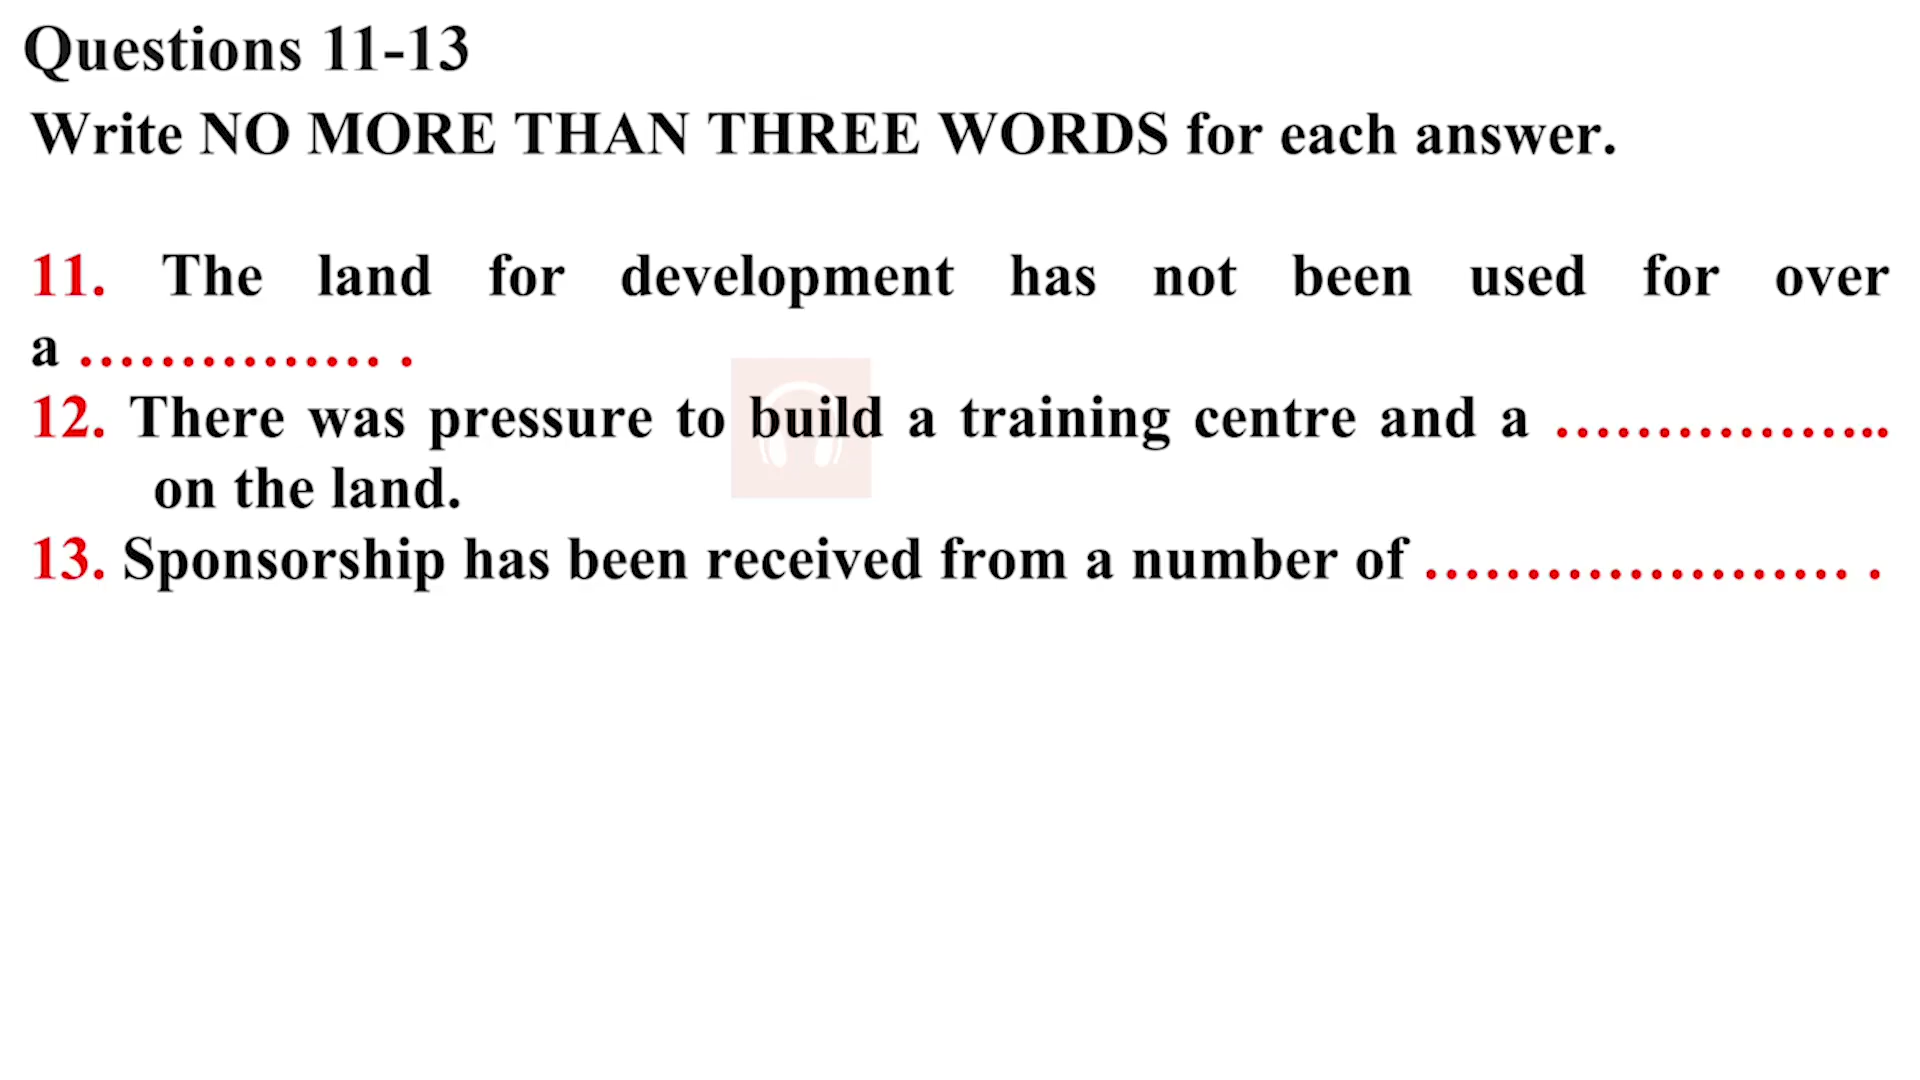 Questions 11-13
Write NO MORE THAN THREE WORDS for each answer.
11. The land for development has not been used for over
a …………… .
12. There was pressure to build a training centre and a ……………..
on the land.
13. Sponsorship has been received from a number of ………………… .